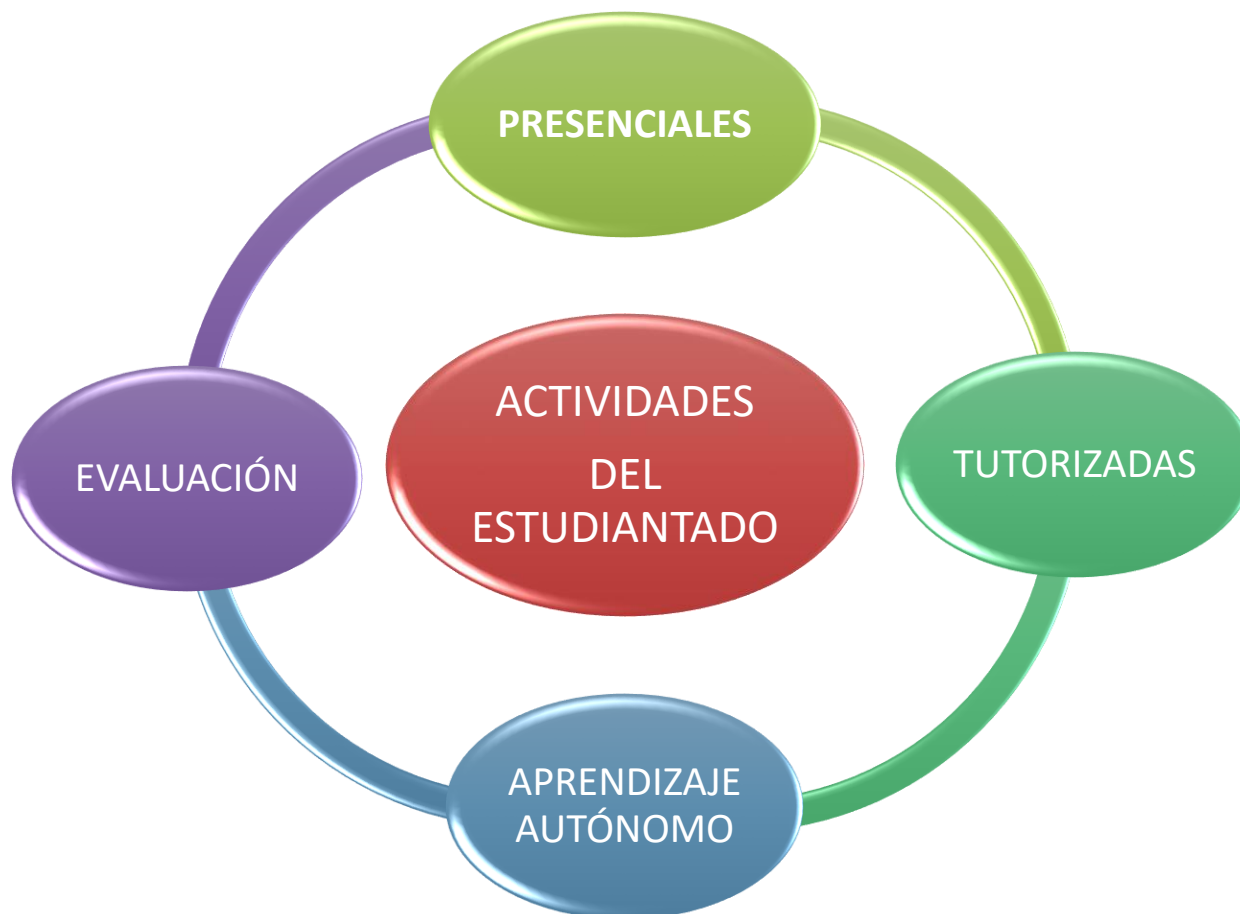 PRESENCIALES
ACTIVIDADES
DEL
ESTUDIANTADO
EVALUACIÓN
TUTORIZADAS
APRENDIZAJE
AUTÓNOMO